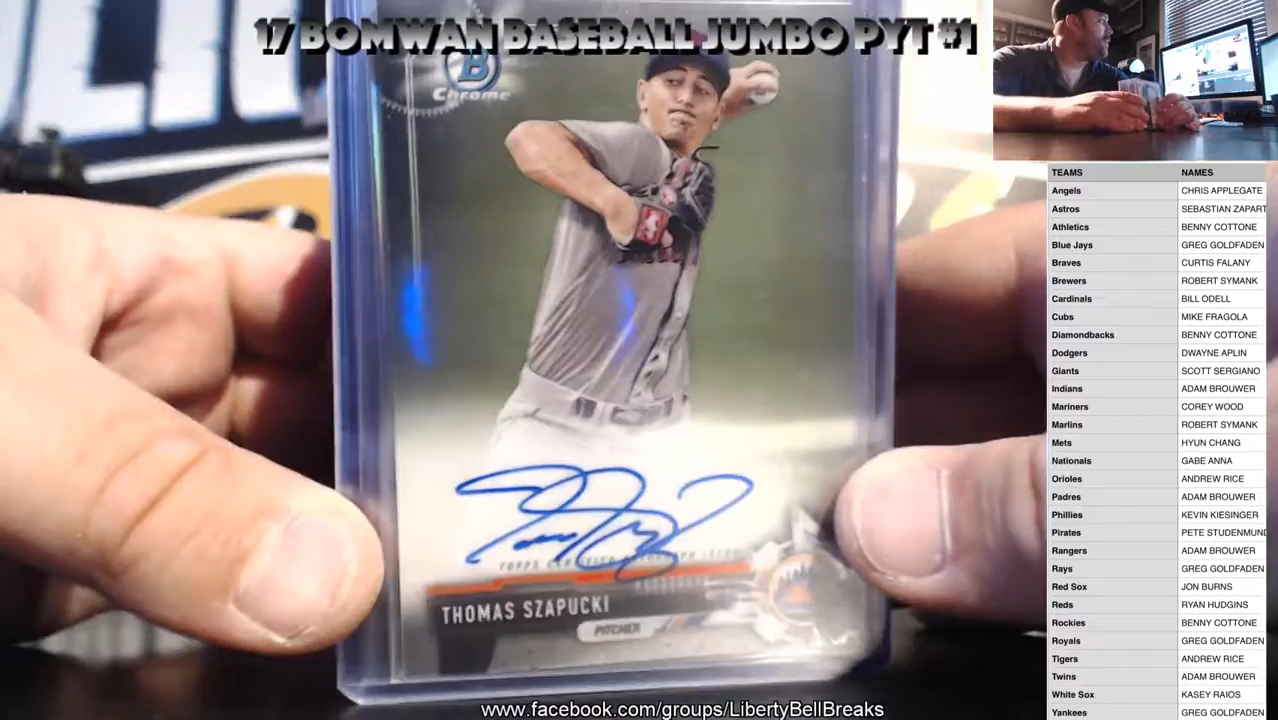 17 BOMWAN BASEBALL JUMBO PYT #1
B
Chrome
TOPPS CERTIFIED AUTOGRAPH ISSUE
THOMAS SZAPUCKI
PITCHER
www.facebook.com/groups/LibertyBellBreaks
TEAMS NAMES
Angels CHRIS APPLEGATE
Astros SEBASTIAN ZAPART
Athletics BENNY COTTONE
Blue Jays GREG GOLDFADEN
Braves CURTIS FALANY
Brewers ROBERT SYMANK
Cardinals BILL ODELL
Cubs MIKE FRAGOLA
Diamondbacks BENNY COTTONE
Dodgers DWAYNE APLIN
Giants SCOTT SERGIANO
Indians ADAM BROUWER
Mariners COREY WOOD
Marlins ROBERT SYMANK
Mets HYUN CHANG
Nationals GABE ANNA
Orioles ANDREW RICE
Padres ADAM BROUWER
Phillies KEVIN KIESINGER
Pirates PETE STUDENMUND
Rangers ADAM BROUWER
Rays GREG GOLDFADEN
Red Sox JON BURNS
Reds RYAN HUDGINS
Rockies BENNY COTTONE
Royals GREG GOLDFADEN
Tigers ANDREW RICE
Twins ADAM BROUWER
White Sox KASEY RAIOS
Yankees GREG GOLDFADEN